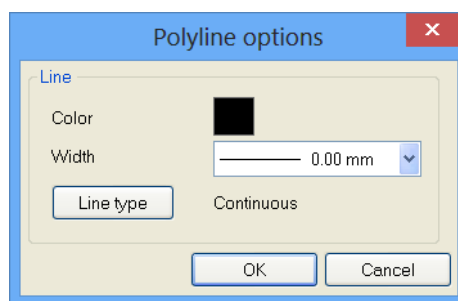 Polyline options
Line
Color
Width 0.00 mm
Line type Continuous
OK Cancel